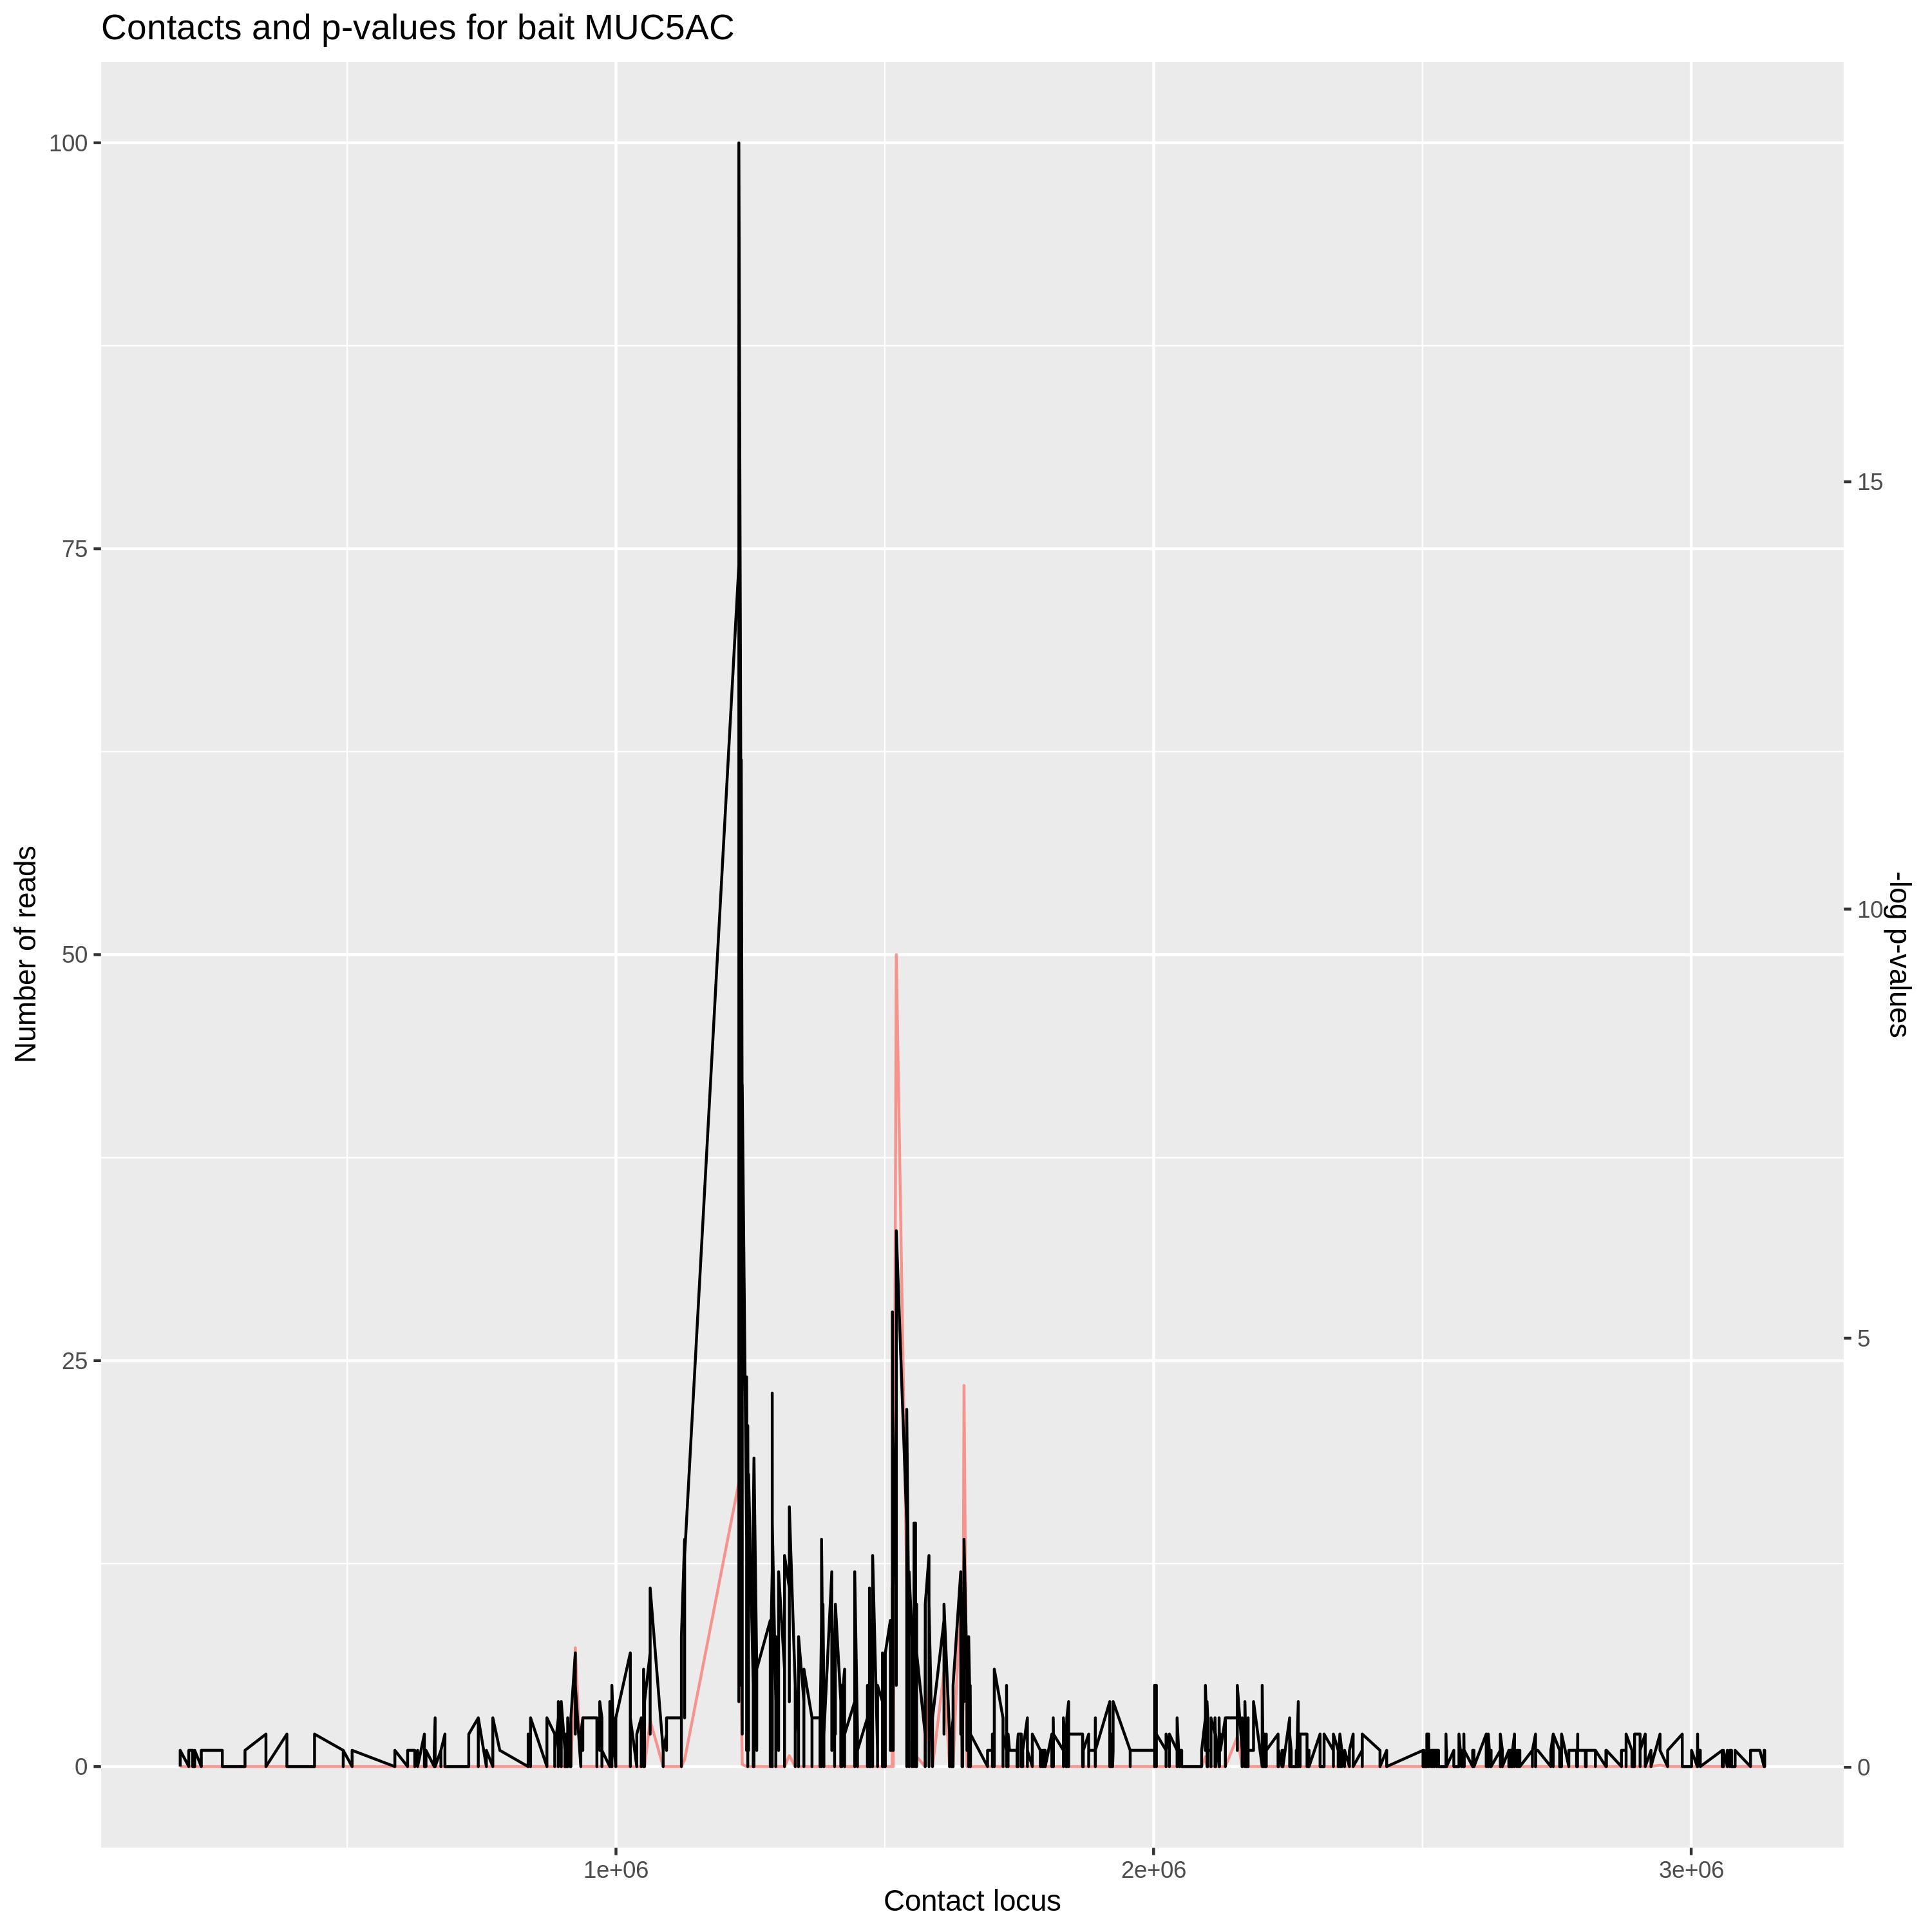 Contacts and p-values for bait MUC5AC
100
75
50
25
0
Number of reads
15
10
5
0
-log p-values
1e+06
2e+06
3e+06
Contact locus